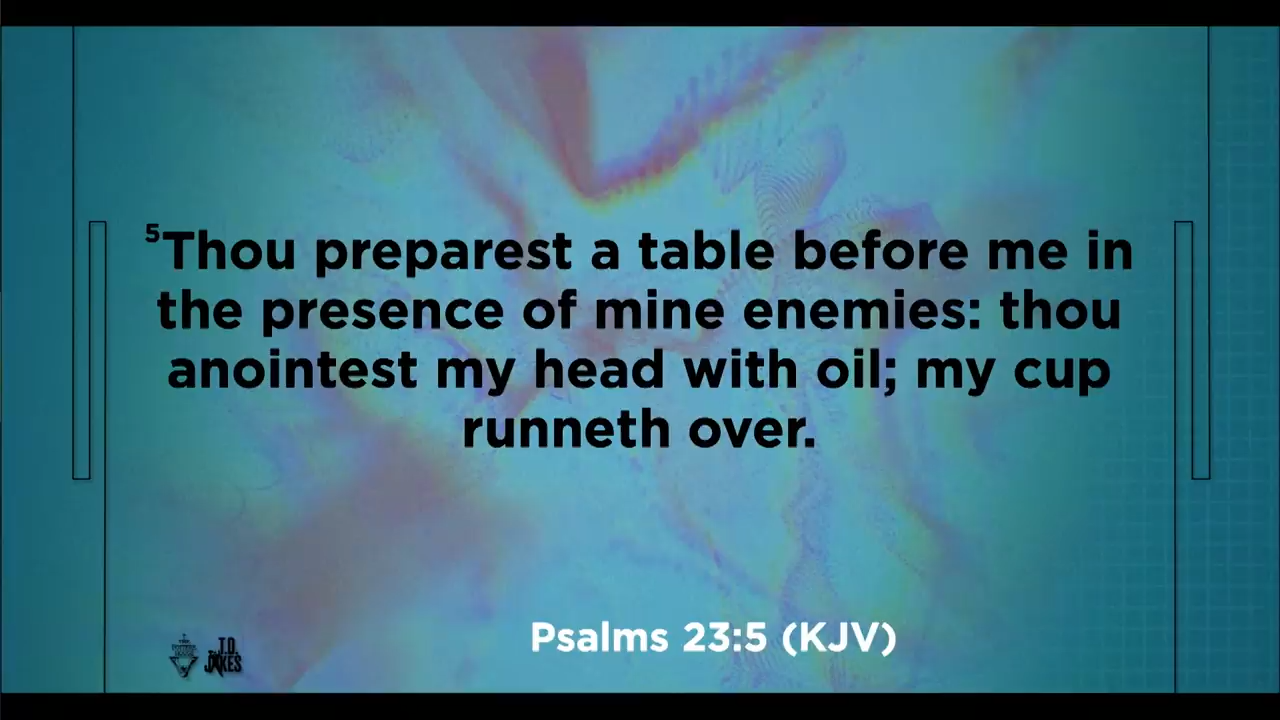 ⁵Thou preparest a table before me in
the presence of mine enemies: thou
anointest my head with oil; my cup
runneth over.
Psalms 23:5 (KJV)
T.D.
JAKES